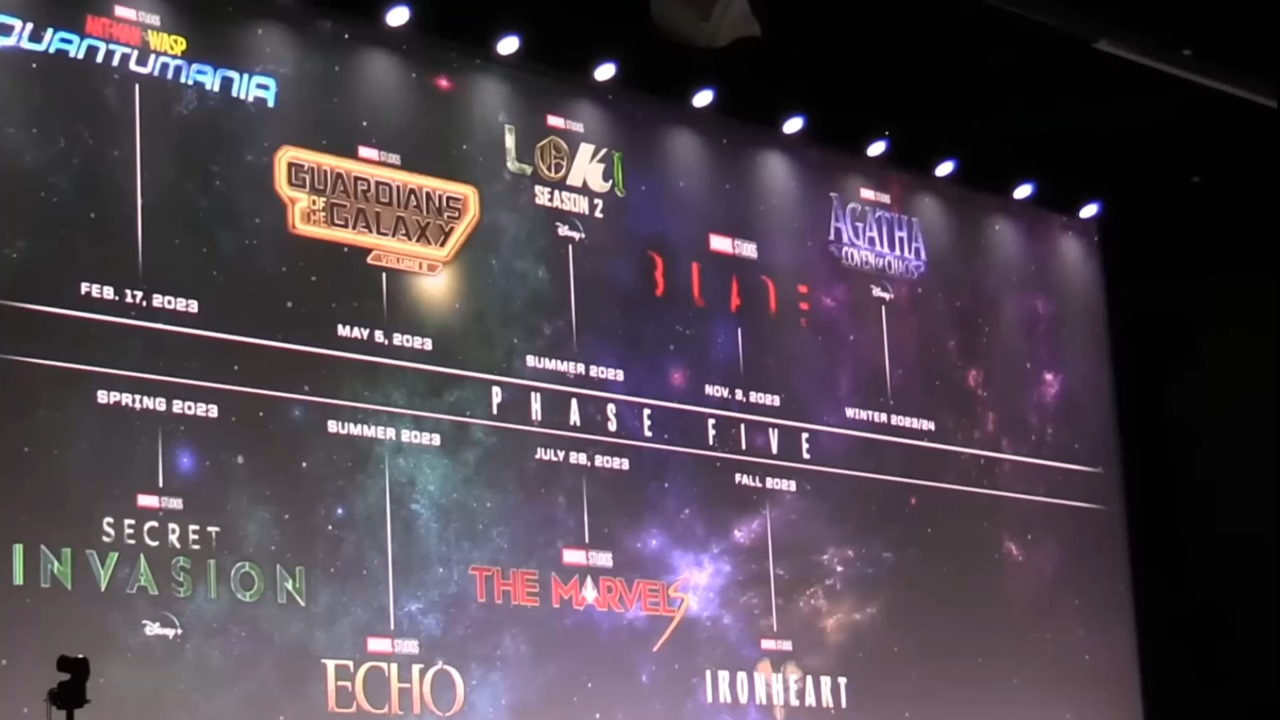 MARVEL STUDIOS
ANT-MAN AND THE WASP
QUANTUMANIA
FEB. 17, 2023
MARVEL STUDIOS
GUARDIANS
OF THE GALAXY
VOLUME 3
MAY 5, 2023
MARVEL STUDIOS
LOKI
SEASON 2
Disney+
SUMMER 2023
MARVEL STUDIOS
BLADE
NOV. 3, 2023
MARVEL STUDIOS
AGATHA
COVEN OF CHAOS
Disney+
WINTER 2023/24
PHASE FIVE
SPRING 2023
MARVEL STUDIOS
SECRET
INVASION
Disney+
SUMMER 2023
MARVEL STUDIOS
ECHO
JULY 28, 2023
MARVEL STUDIOS
THE MARVELS
FALL 2023
MARVEL STUDIOS
IRONHEART